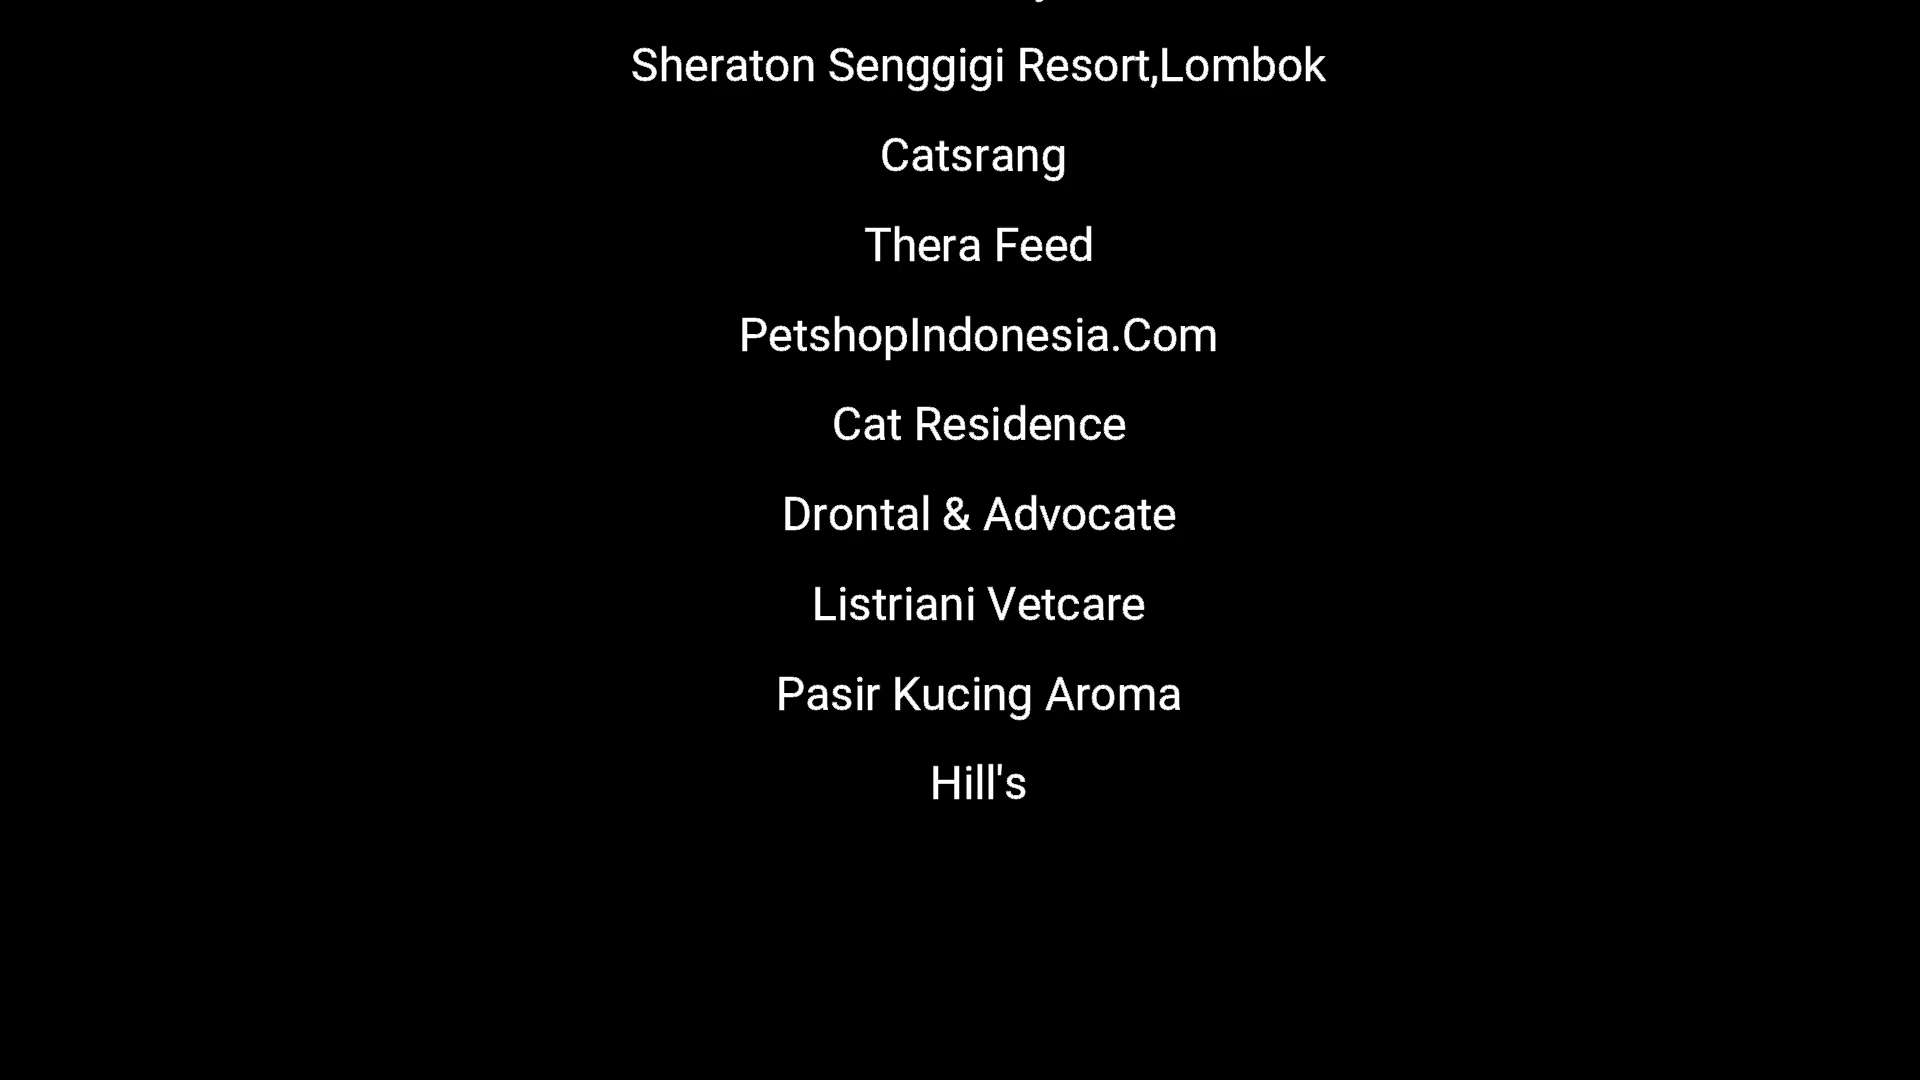 Sheraton Senggigi Resort,Lombok
Catsrang
Thera Feed
PetshopIndonesia.Com
Cat Residence
Drontal & Advocate
Listriani Vetcare
Pasir Kucing Aroma
Hill's